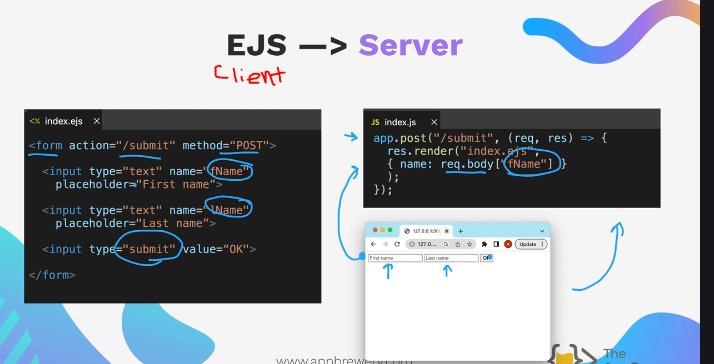 EJS —> Server
Client
<> index.ejs ×
<form action="/submit" method="POST">
<input type="text" name="fName"
placeholder="First name">
<input type="text" name="lName"
placeholder="Last name">
<input type="submit" value="OK">
</form>
JS index.js ×
app.post("/submit", (req, res) => {
res.render("index.ejs",
{ name: req.body["fName"] }
);
});
127.0.0.1:300
127.0....
Update
First name Last name OK
www.appbrewery.com
The